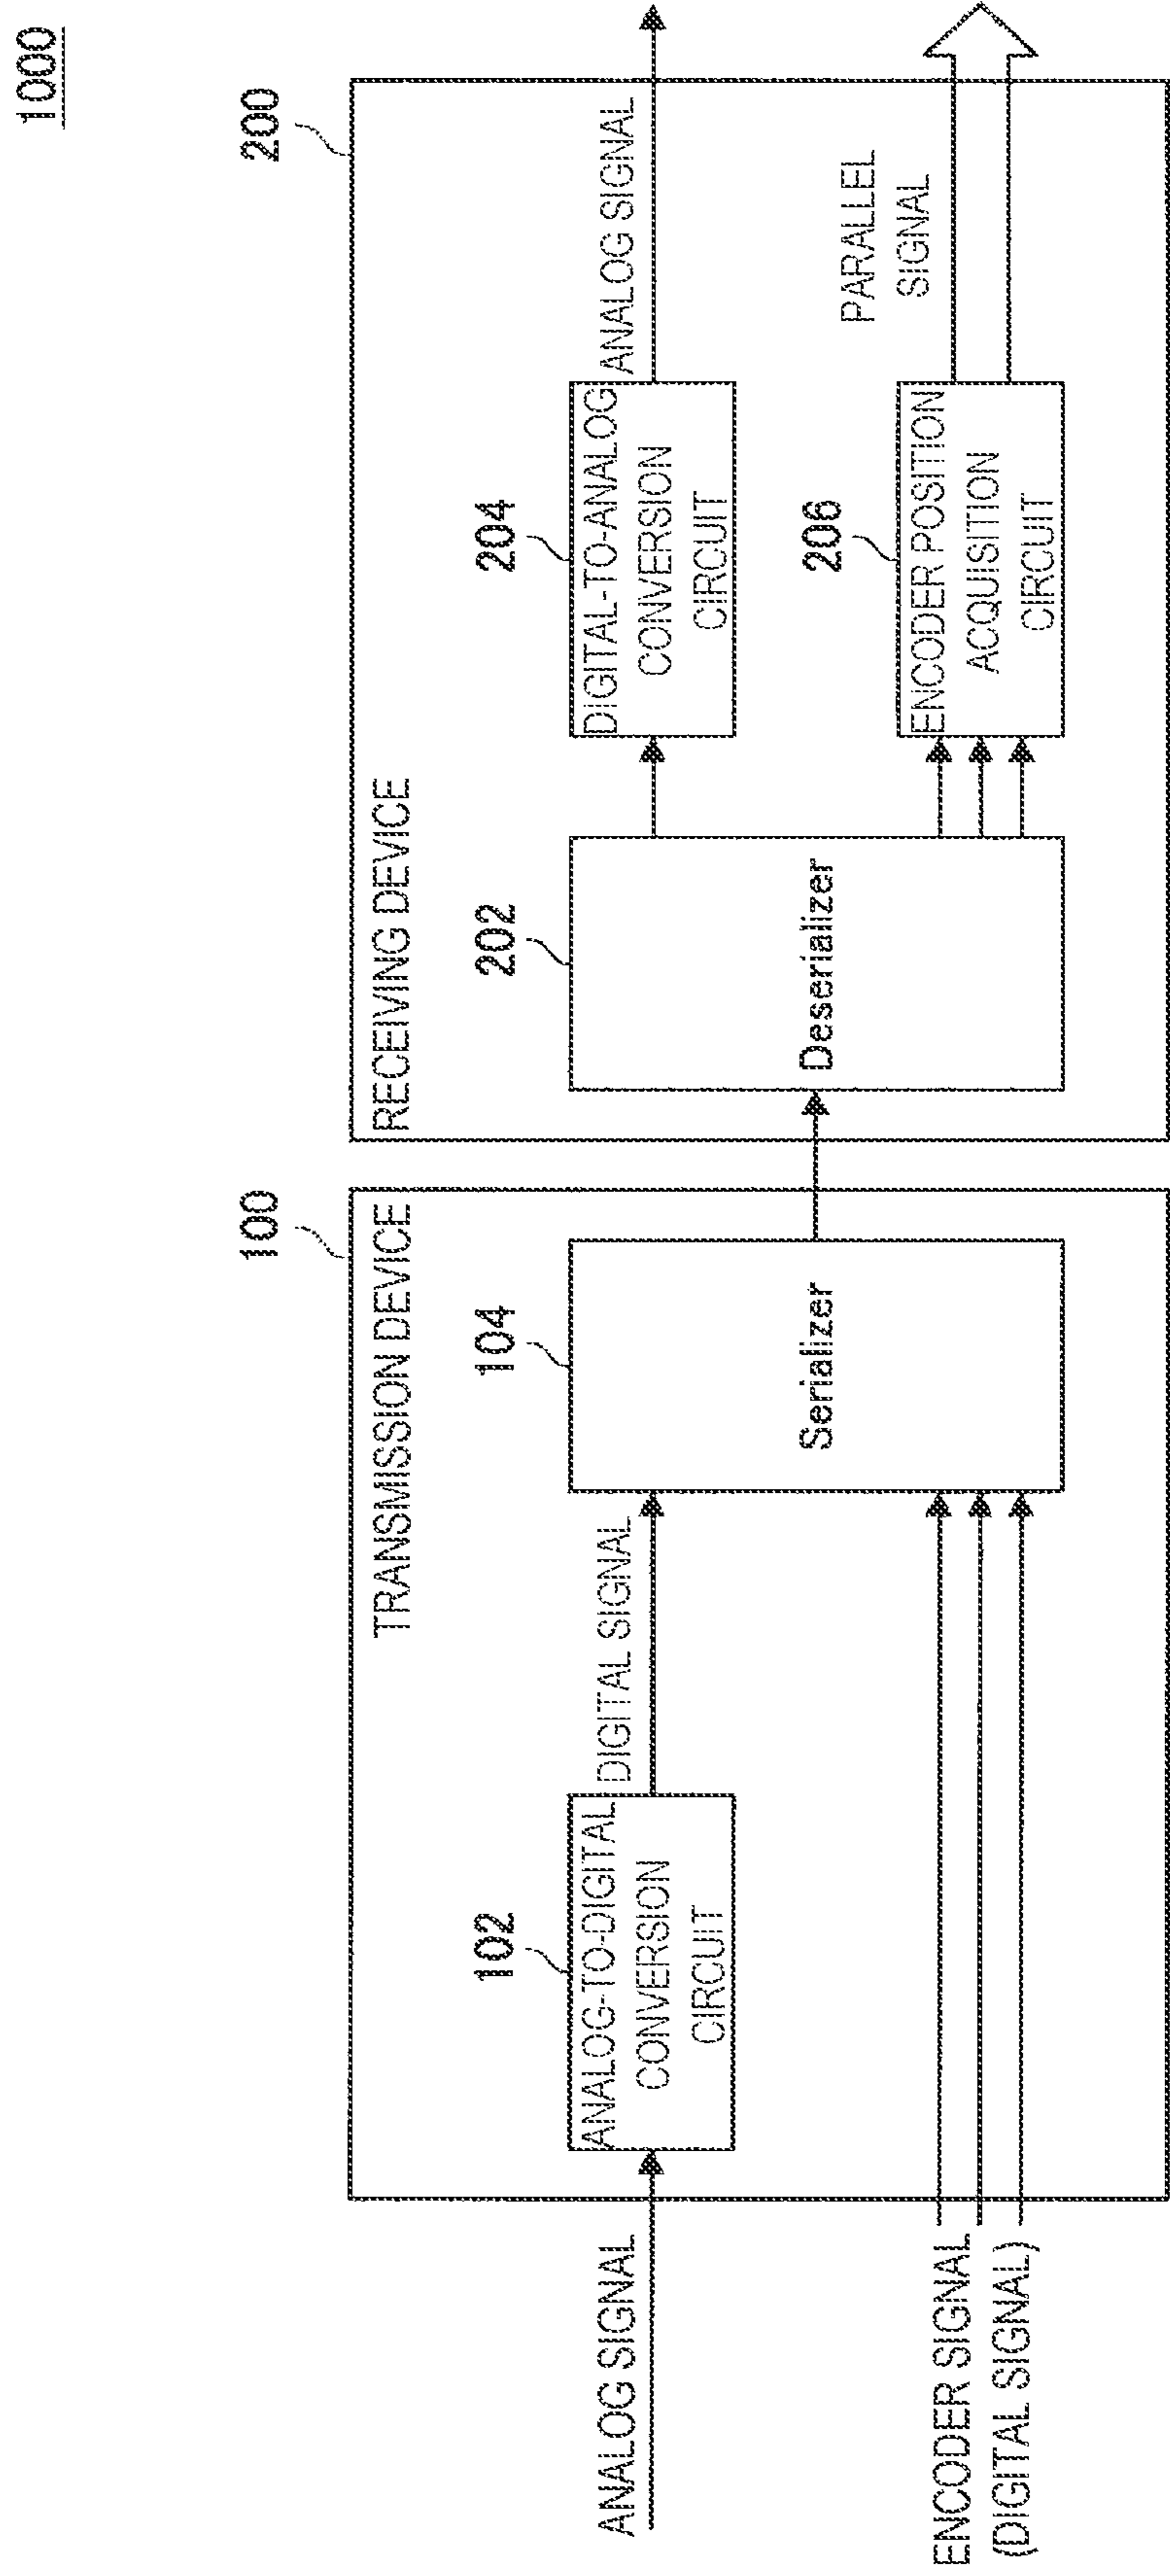 1000
100
200
TRANSMISSION DEVICE
RECEIVING DEVICE
102
104
202
204
ANALOG SIGNAL
ANALOG-TO-DIGITAL
CONVERSION
CIRCUIT
DIGITAL SIGNAL
Serializer
Deserializer
DIGITAL-TO-ANALOG
CONVERSION
CIRCUIT
ANALOG SIGNAL
206
ENCODER POSITION
ACQUISITION
CIRCUIT
PARALLEL
SIGNAL
ENCODER SIGNAL
(DIGITAL SIGNAL)